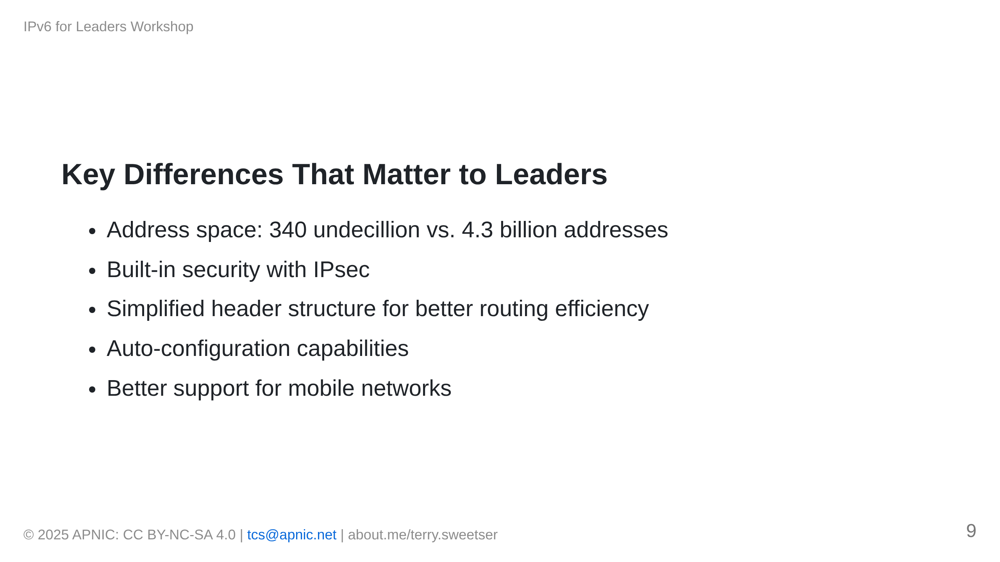 IPv6 for Leaders Workshop
Key Differences That Matter to Leaders
• Address space: 340 undecillion vs. 4.3 billion addresses
• Built-in security with IPsec
• Simplified header structure for better routing efficiency
• Auto-configuration capabilities
• Better support for mobile networks
© 2025 APNIC: CC BY-NC-SA 4.0 | tcs@apnic.net | about.me/terry.sweetser
9